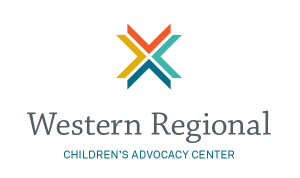 Western Regional
CHILDREN'S ADVOCACY CENTER